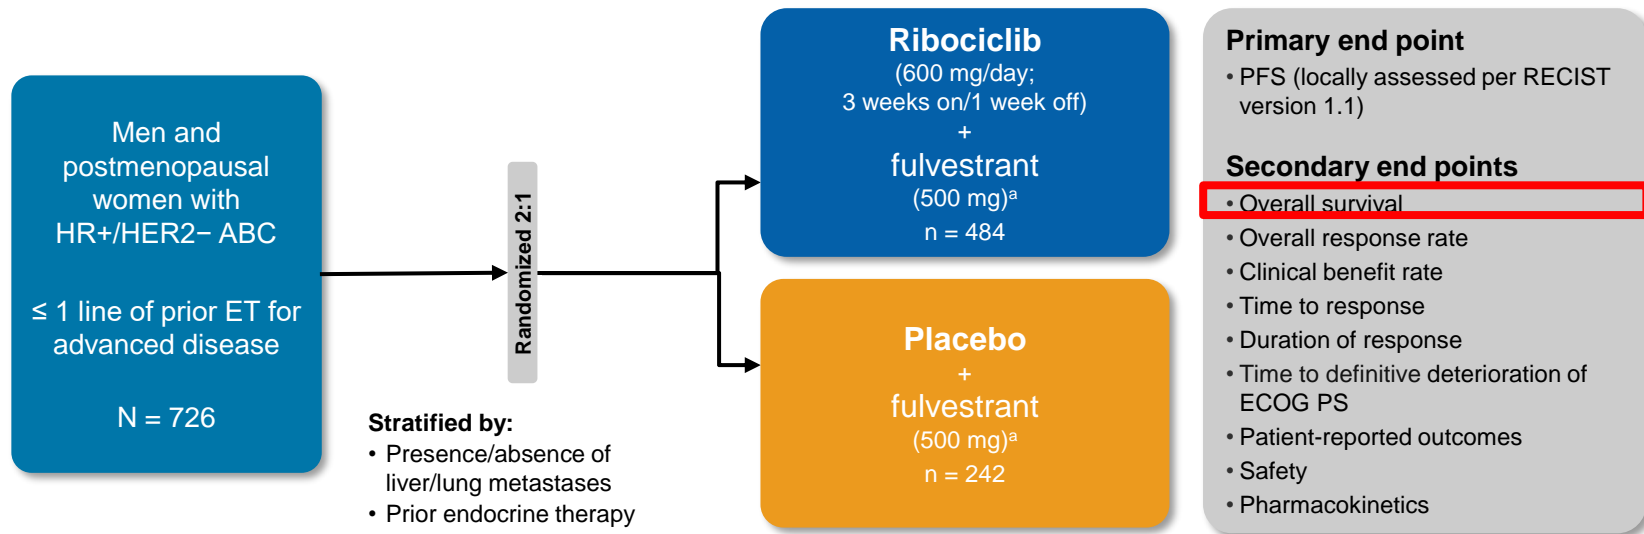 Men and
postmenopausal
women with
HR+/HER2− ABC
≤ 1 line of prior ET for
advanced disease
N = 726
Randomized 2:1
Stratified by:
• Presence/absence of
liver/lung metastases
• Prior endocrine therapy
Ribociclib
(600 mg/day;
3 weeks on/1 week off)
+
fulvestrant
(500 mg)a
n = 484
Placebo
+
fulvestrant
(500 mg)a
n = 242
Primary end point
• PFS (locally assessed per RECIST
version 1.1)
Secondary end points
• Overall survival
• Overall response rate
• Clinical benefit rate
• Time to response
• Duration of response
• Time to definitive deterioration of
ECOG PS
• Patient-reported outcomes
• Safety
• Pharmacokinetics